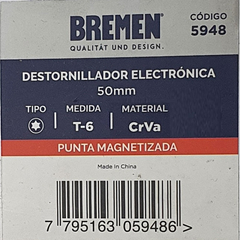 BREMEN®
QUALITÄT UND DESIGN.
CÓDIGO
5948
DESTORNILLADOR ELECTRÓNICA
50mm
TIPO
MEDIDA
T-6
MATERIAL
CrVa
PUNTA MAGNETIZADA
Made in China
7 795163 059486 >